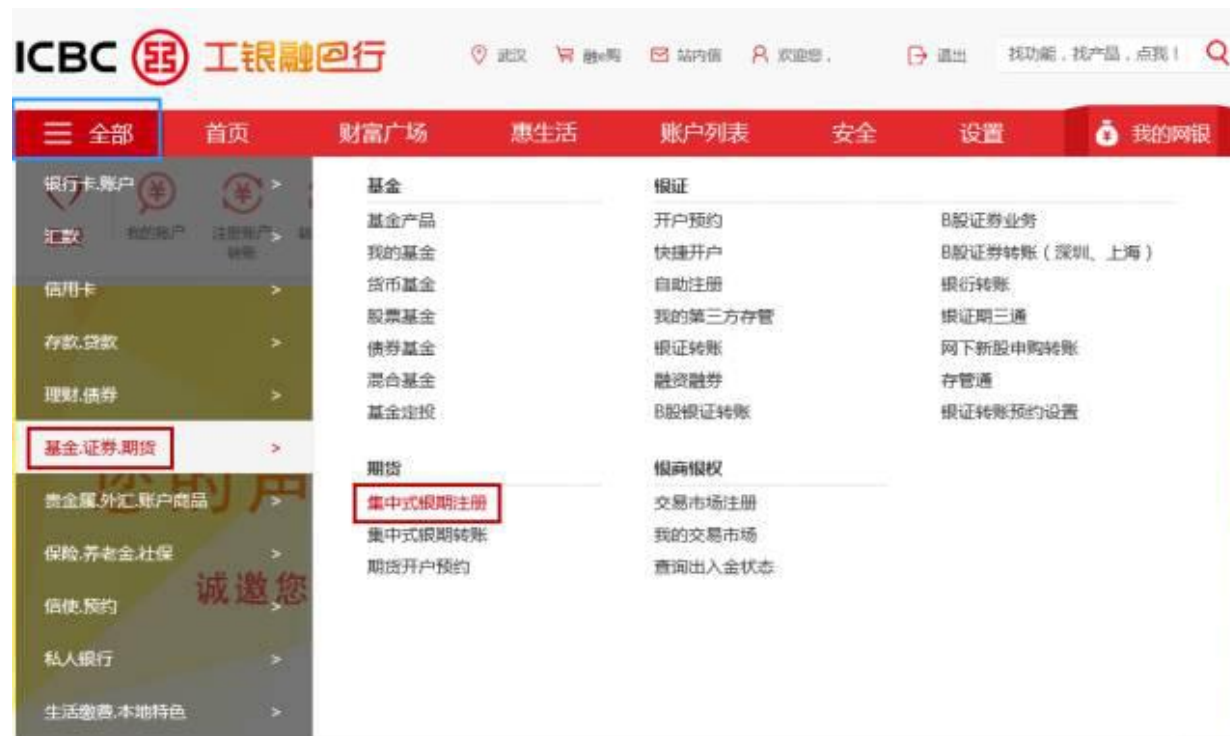 ICBC 工银融e行
武汉 融e购 站内信 欢迎您， 退出 找功能，找产品，点我！
全部 首页 财富广场 惠生活 账户列表 安全 设置 我的网银
银行卡.账户 >
我的账户 注册账户转账
汇款 >
信用卡 >
存款.贷款 >
理财.债券 >
基金.证券.期货 >
贵金属.外汇.账户商品 >
保险.养老金.社保 >
信使.预约 >
私人银行 >
生活缴费.本地特色 >
的声
诚邀您
基金
基金产品
我的基金
货币基金
股票基金
债券基金
混合基金
基金定投
银证
开户预约
快捷开户
自助注册
我的第三方存管
银证转账
融资融券
B股银证转账
B股证券业务
B股证券转账（深圳、上海）
银衍转账
银证期三通
网下新股申购转账
存管通
银证转账预约设置
期货
集中式银期注册
集中式银期转账
期货开户预约
银商银权
交易市场注册
我的交易市场
查询出入金状态